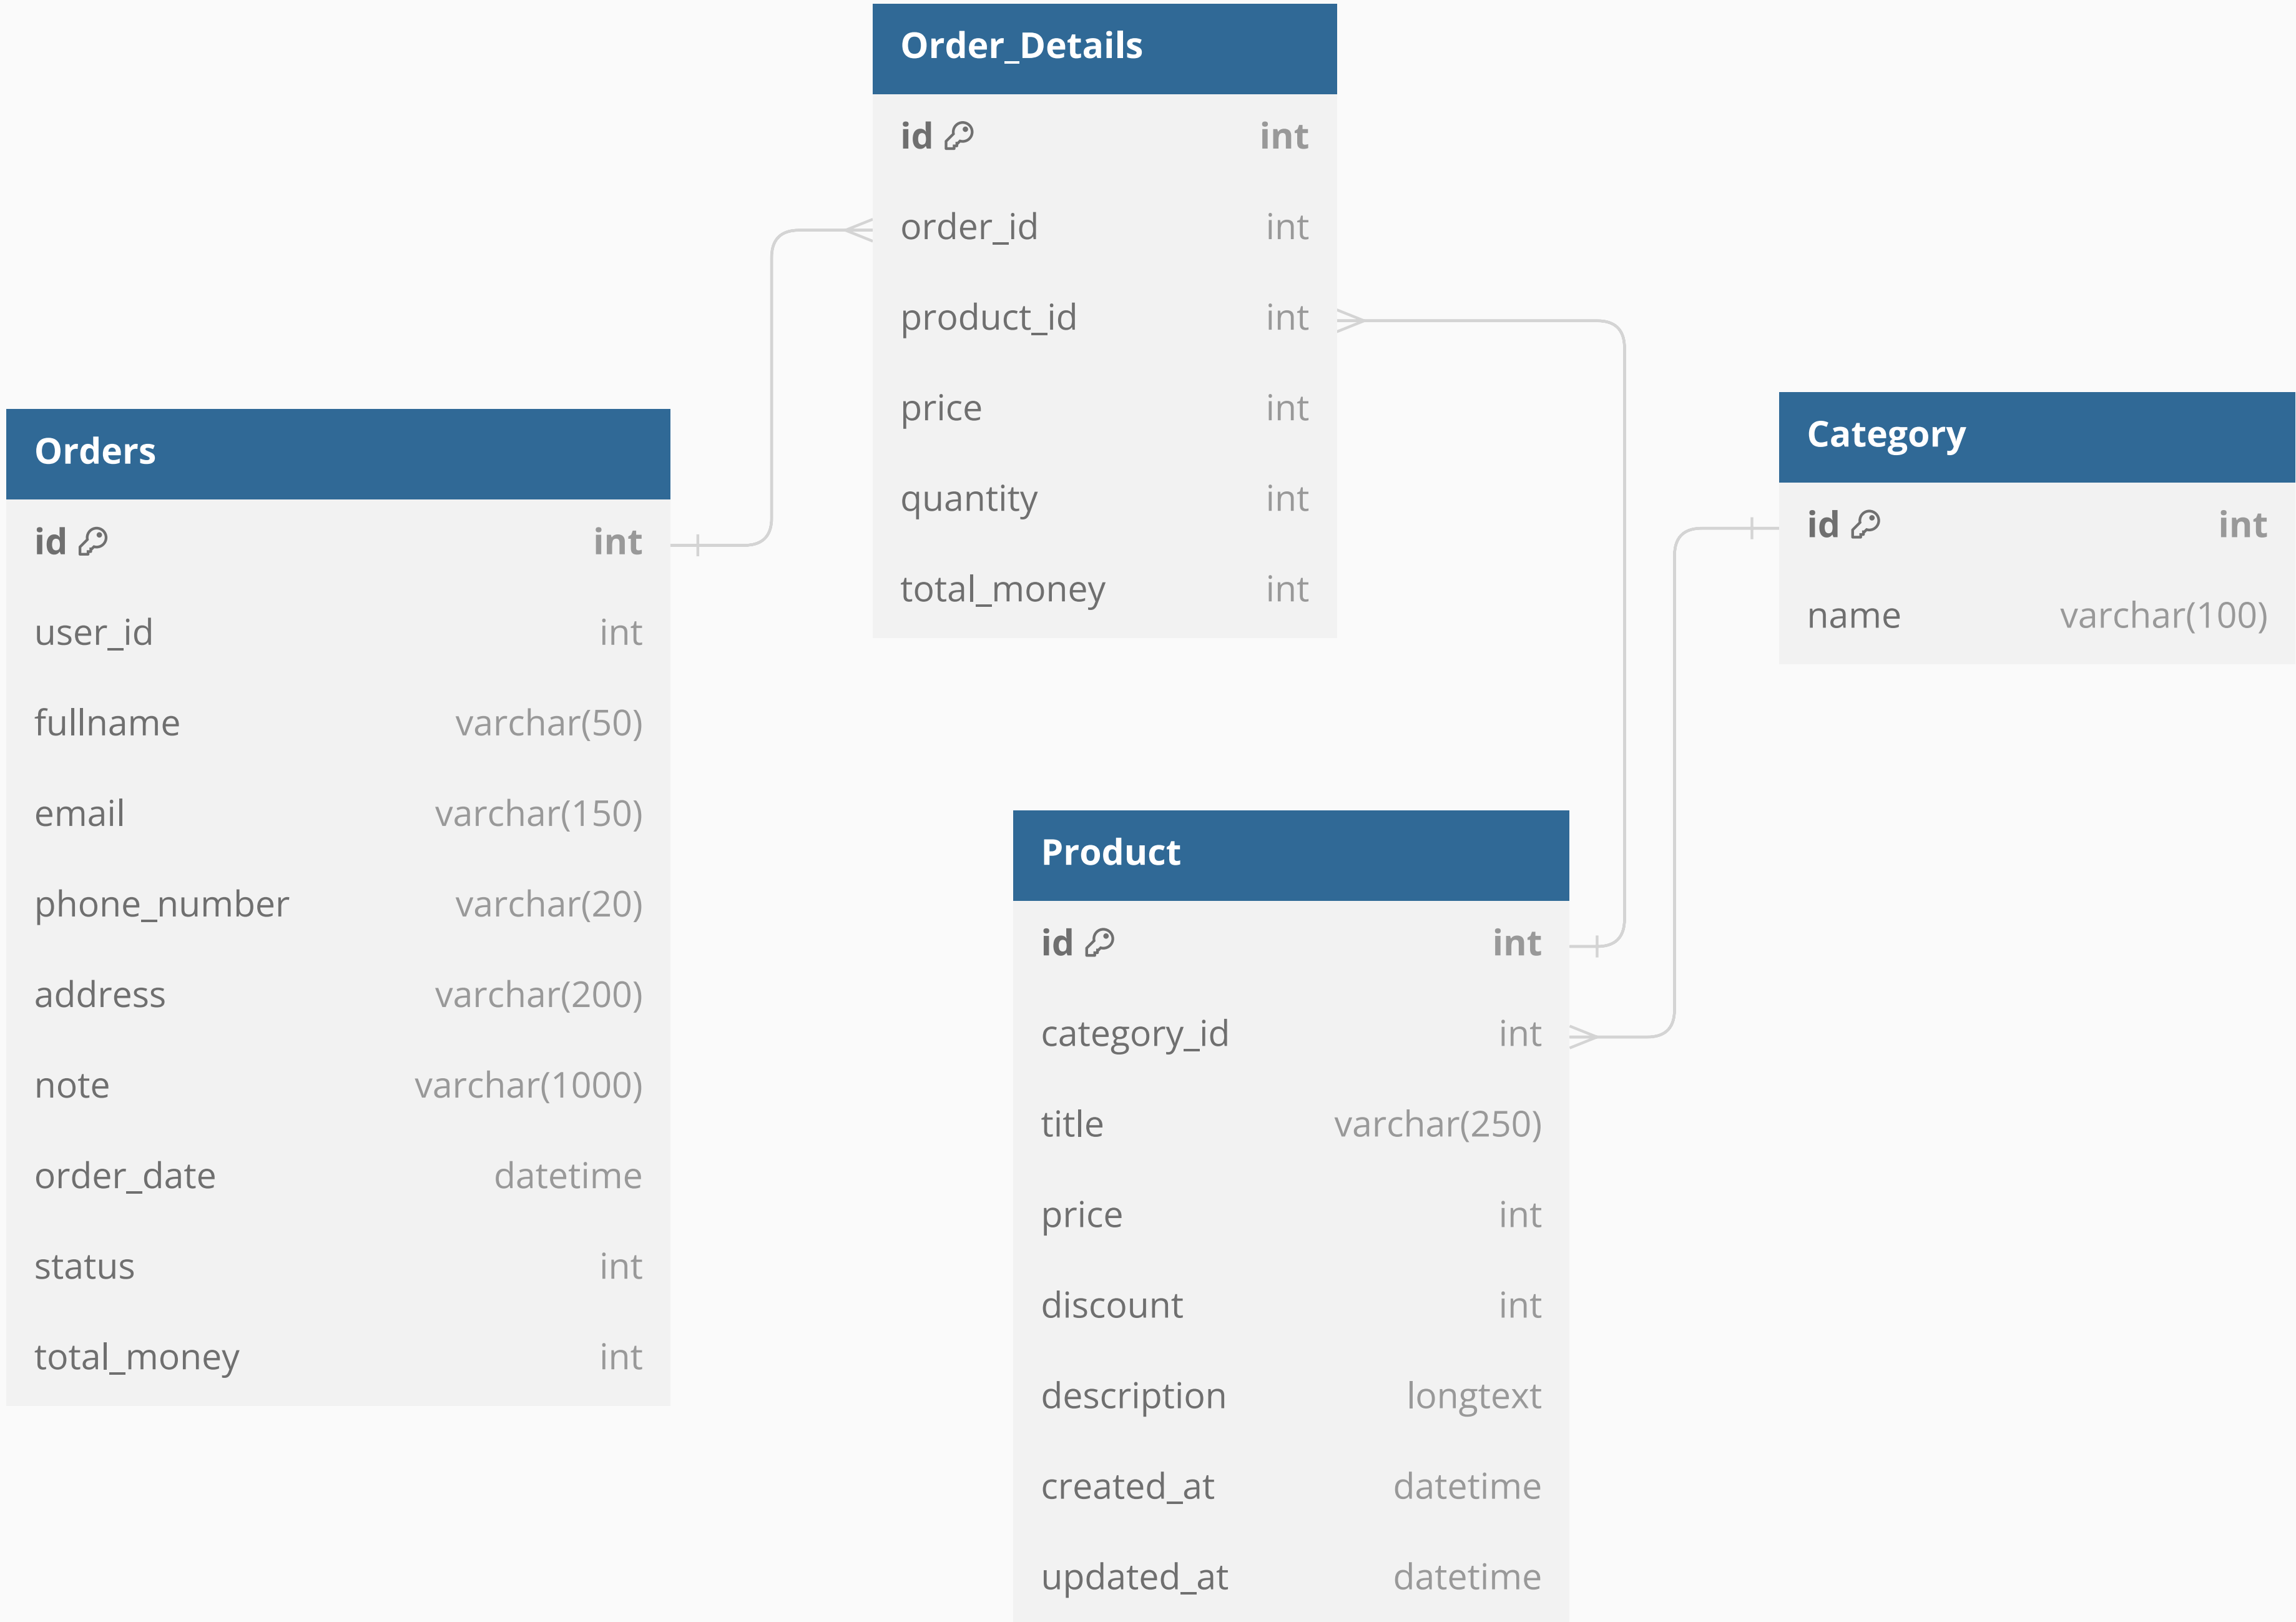 Order_Details
id int
order_id int
product_id int
price int
quantity int
total_money int
Orders
id int
user_id int
fullname varchar(50)
email varchar(150)
phone_number varchar(20)
address varchar(200)
note varchar(1000)
order_date datetime
status int
total_money int
Category
id int
name varchar(100)
Product
id int
category_id int
title varchar(250)
price int
discount int
description longtext
created_at datetime
updated_at datetime